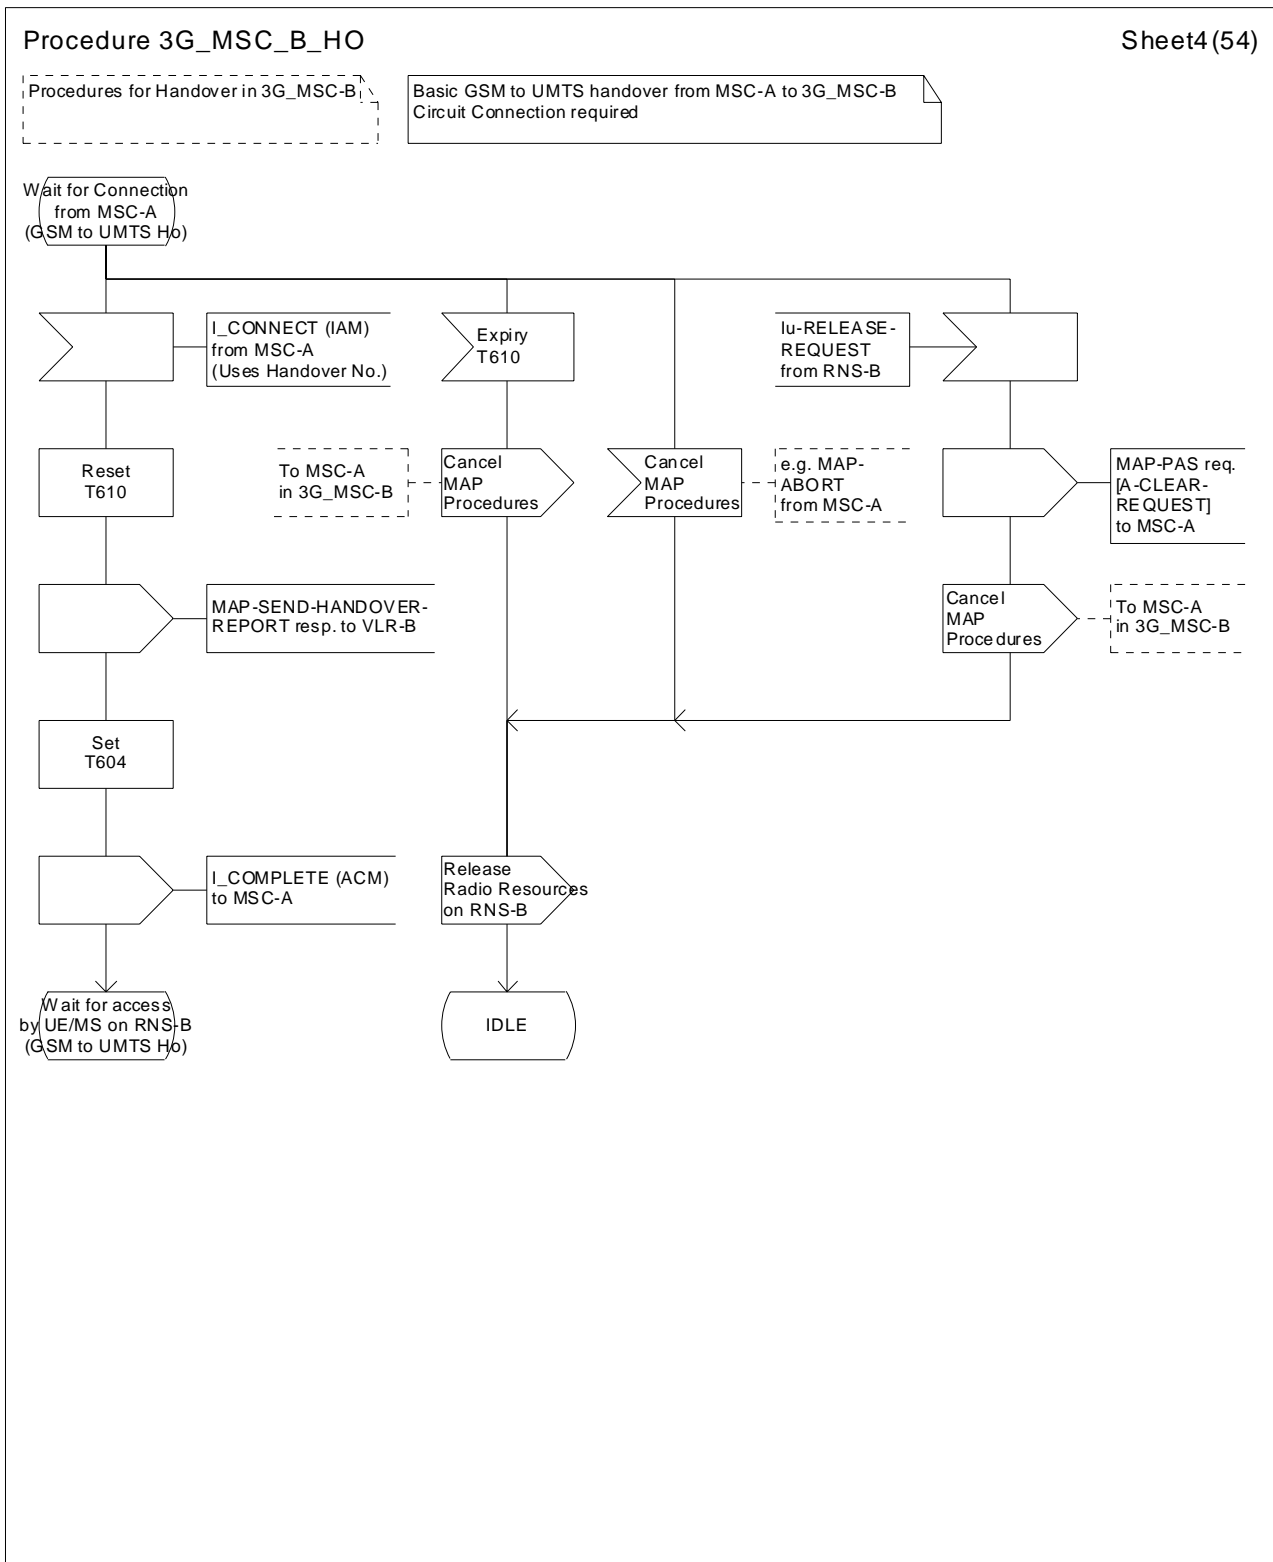 Procedure 3G_MSC_B_HO
Sheet4(54)
Procedures for Handover in 3G_MSC-B
Basic GSM to UMTS handover from MSC-A to 3G_MSC-B
Circuit Connection required
Wait for Connection
from MSC-A
(GSM to UMTS Ho)
I_CONNECT (IAM)
from MSC-A
(Uses Handover No.)
Expiry
T610
Iu-RELEASE-
REQUEST
from RNS-B
Reset
T610
To MSC-A
in 3G_MSC-B
Cancel
MAP
Procedures
Cancel
MAP
Procedures
e.g. MAP-
ABORT
from MSC-A
MAP-PAS req.
[A-CLEAR-
REQUEST]
to MSC-A
MAP-SEND-HANDOVER-
REPORT resp. to VLR-B
Cancel
MAP
Procedures
To MSC-A
in 3G_MSC-B
Set
T604
I_COMPLETE (ACM)
to MSC-A
Release
Radio Resources
on RNS-B
Wait for access
by UE/MS on RNS-B
(GSM to UMTS Ho)
IDLE